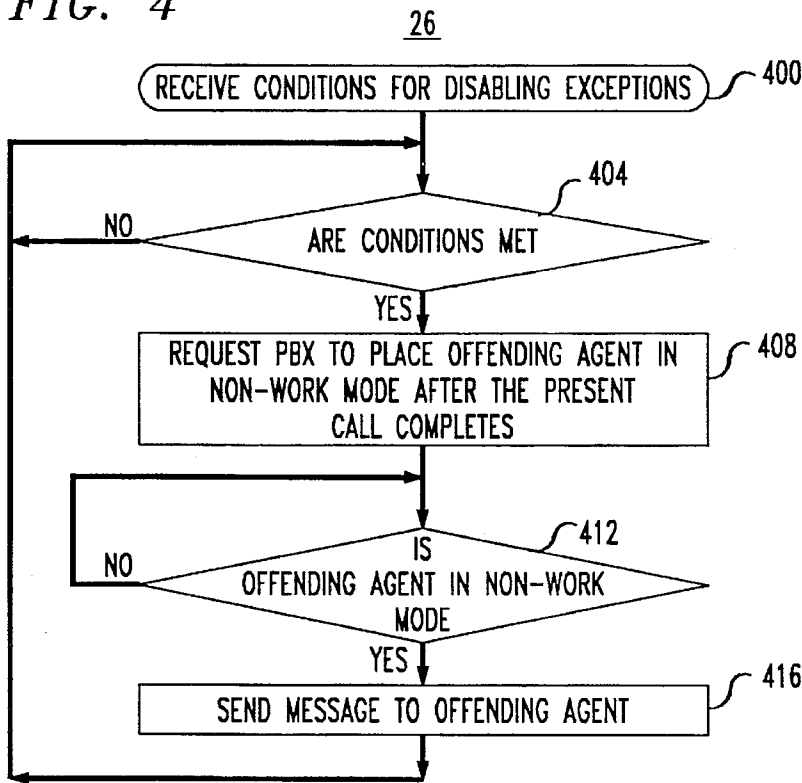 FIG. 4
26
RECEIVE CONDITIONS FOR DISABLING EXCEPTIONS
400
404
NO
ARE CONDITIONS MET
YES
REQUEST PBX TO PLACE OFFENDING AGENT IN
NON-WORK MODE AFTER THE PRESENT
CALL COMPLETES
408
412
IS
NO
OFFENDING AGENT IN NON-WORK
MODE
YES
SEND MESSAGE TO OFFENDING AGENT
416